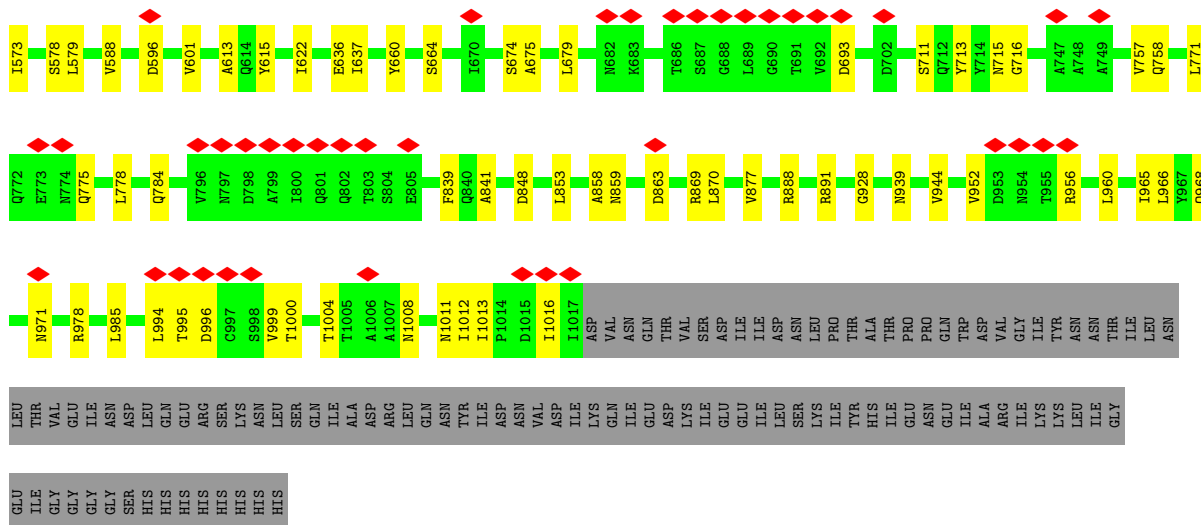 I573 S578 L579 V588 D596 V601 A613 Q614 Y615 I622 E636 I637 Y660 S664 I670 S674 A675 L679 N682 K683 T686 S687 G688 L689 G690 T691 V692 D693 D702 S711 Q712 Y713 Y714 N715 G716 A747 A748 A749 V757 Q758 L771
Q772 E773 N774 Q775 L778 Q784 V796 N797 D798 A799 I800 Q801 Q802 T803 S804 E805 F839 Q840 A841 D848 L853 A858 N859 D863 R869 L870 V877 R888 R891 G928 N939 V944 V952 D953 N954 T955 R956 L960 I965 L966 Y967 Q968
N971 R978 L985 L994 T995 D996 C997 S998 V999 T1000 T1004 T1005 A1006 A1007 N1008 N1011 I1012 I1013 P1014 D1015 I1016 I1017 ASP VAL ASN GLN THR VAL SER ASP ILE ILE ASP ASN LEU PRO THR ALA THR PRO PRO GLN TRP ASP VAL GLY ILE TYR ASN ASN THR ILE LEU ASN
LEU THR VAL GLU ILE ASN ASP LEU GLN GLU ARG SER LYS ASN LEU SER GLN ILE ALA ASP ARG LEU GLN ASN TYR ILE ASP ASN VAL ASP ILE LYS GLN ILE GLU ASP LYS ILE GLU GLU ILE LEU SER LYS ILE TYR HIS ILE GLU ASN GLU ILE ALA ARG ILE LYS LYS LEU ILE GLY
GLU ILE GLY GLY GLY GLY SER HIS HIS HIS HIS HIS HIS HIS HIS